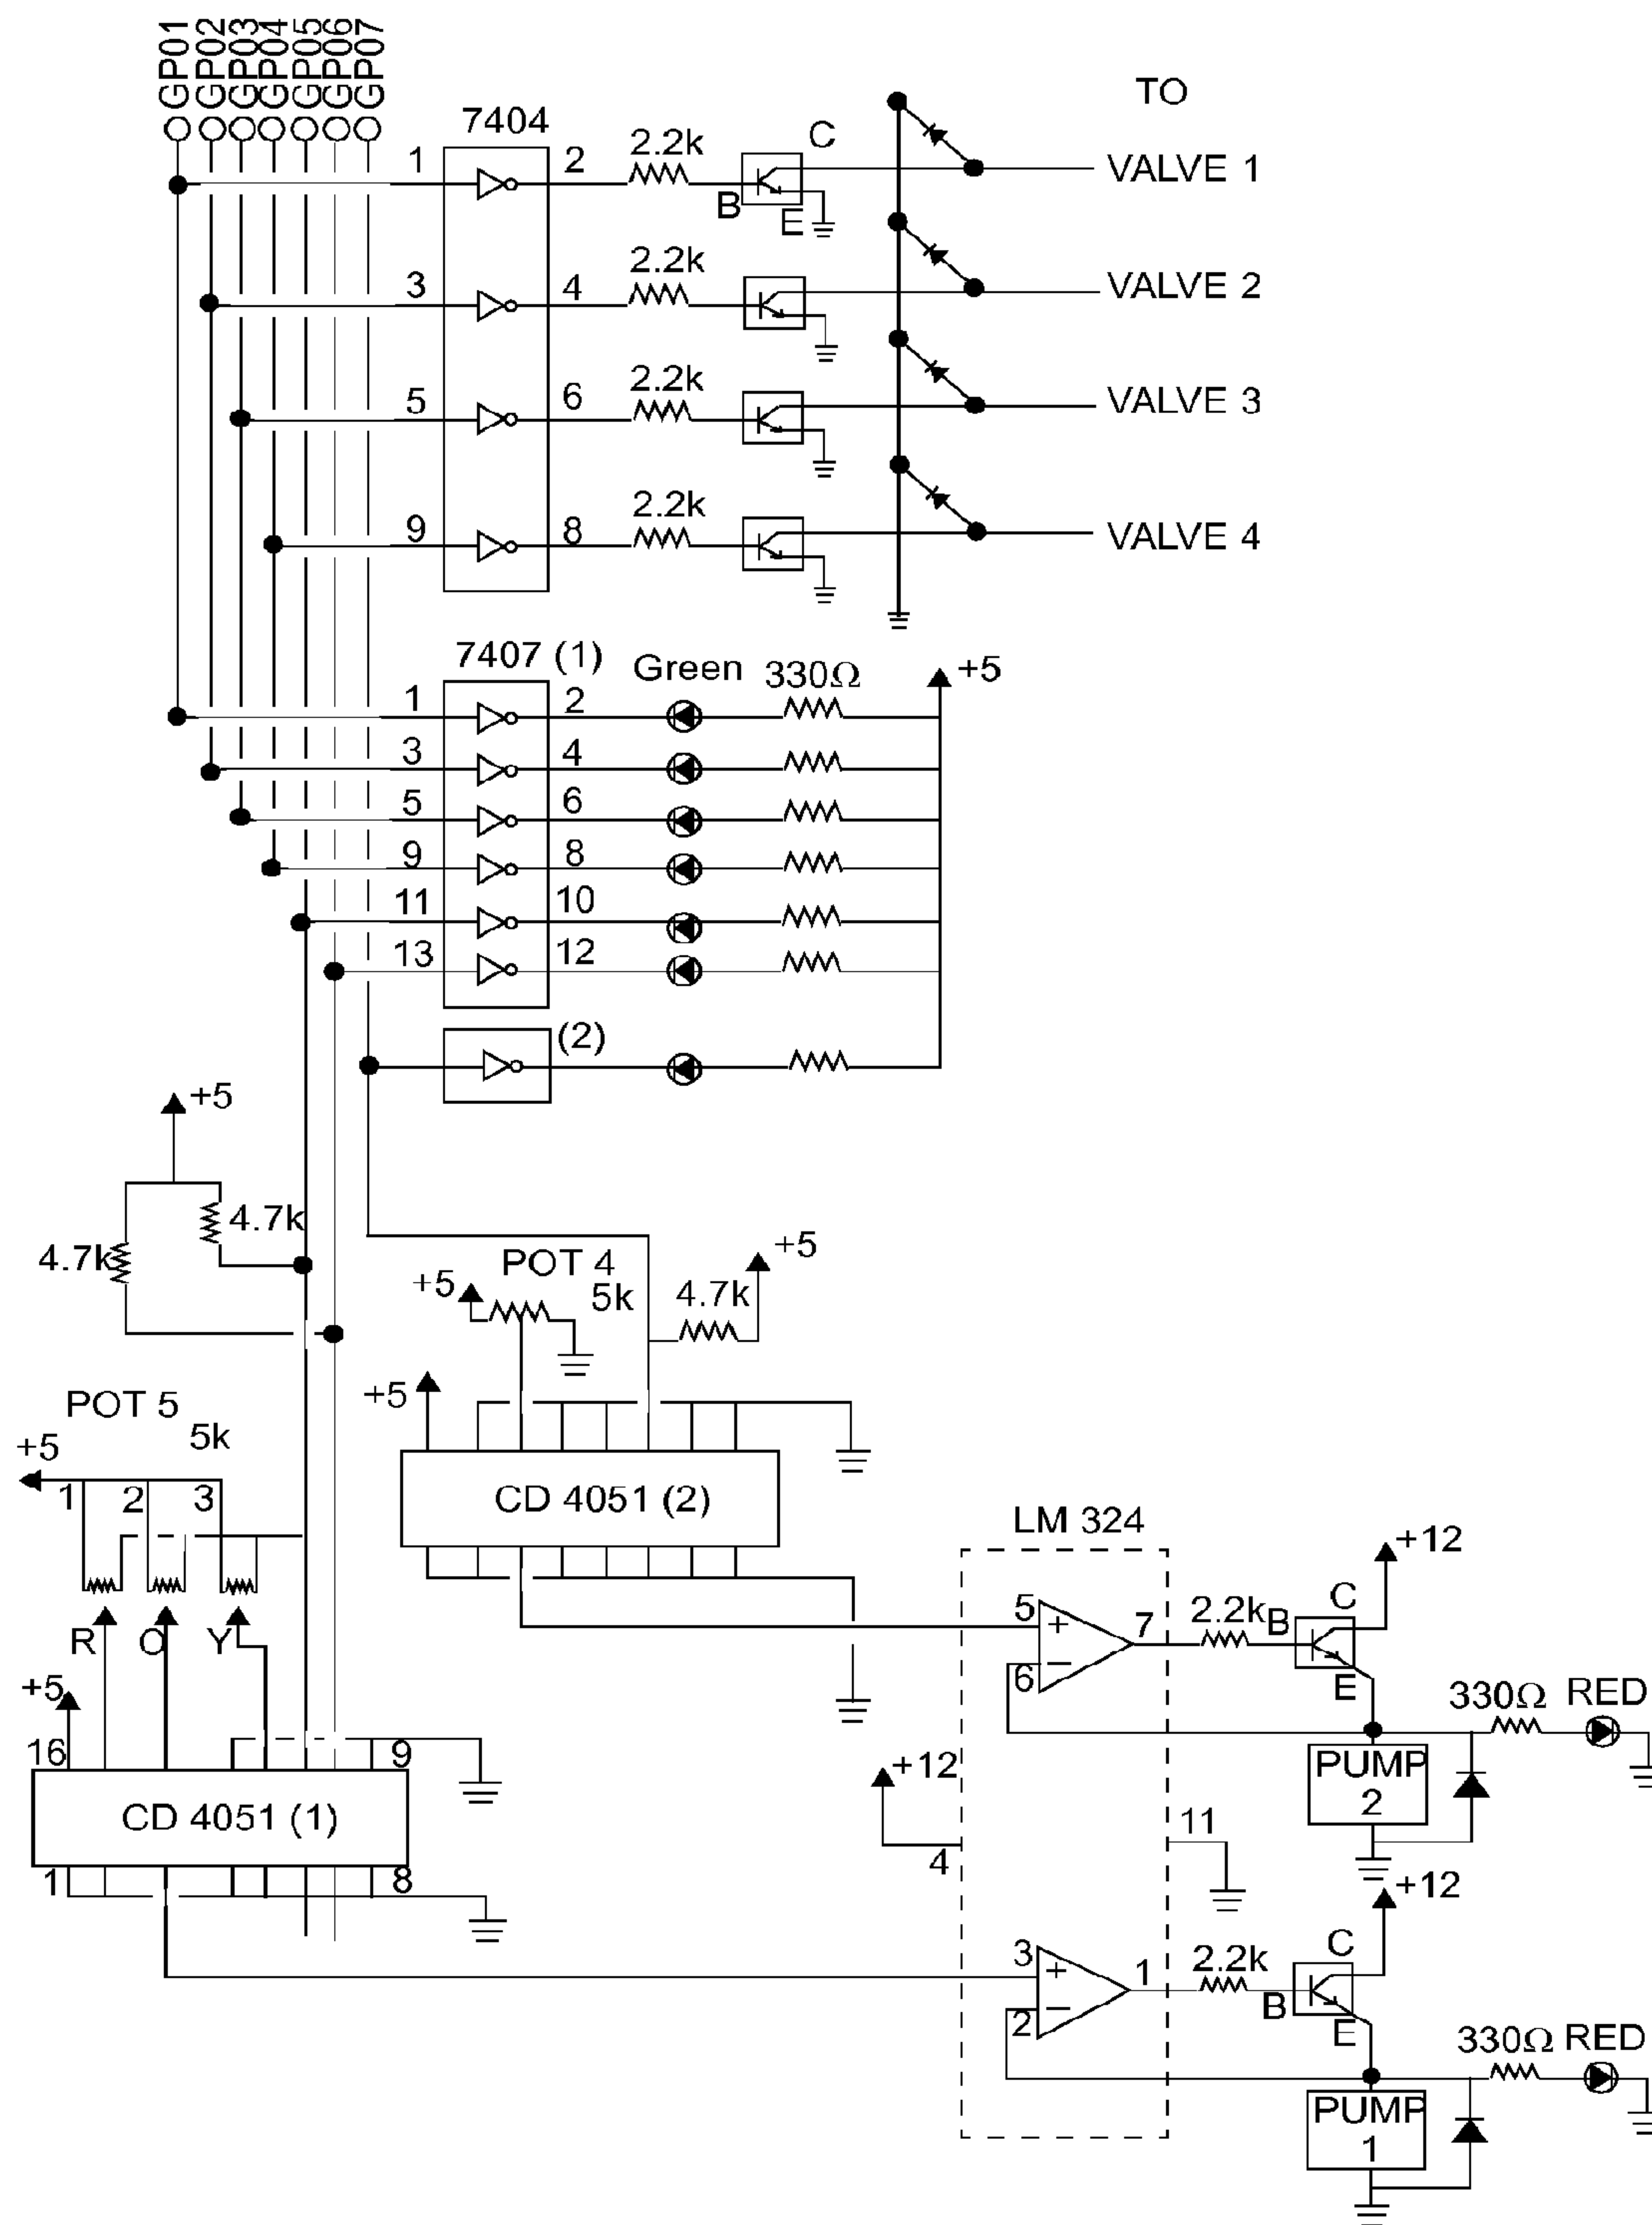 GP01
GP02
GP03
GP04
GP05
GP06
GP07
7404
TO
1 2 2.2k B C E VALVE 1
3 4 2.2k VALVE 2
5 6 2.2k VALVE 3
9 8 2.2k VALVE 4
7407 (1) Green 330Ω +5
1 2
3 4
5 6
9 8
11 10
13 12
(2)
+5
4.7k
4.7k
+5 POT 4 5k 4.7k +5
+5
CD 4051 (2)
POT 5
5k
+5
1 2 3
R O Y
+5
16 9
CD 4051 (1)
1 8
LM 324
5 + 7 2.2k B C E +12
6 −
330Ω RED
PUMP 2
+12
4
11
3 + 1 2.2k B C E +12
2 −
330Ω RED
PUMP 1